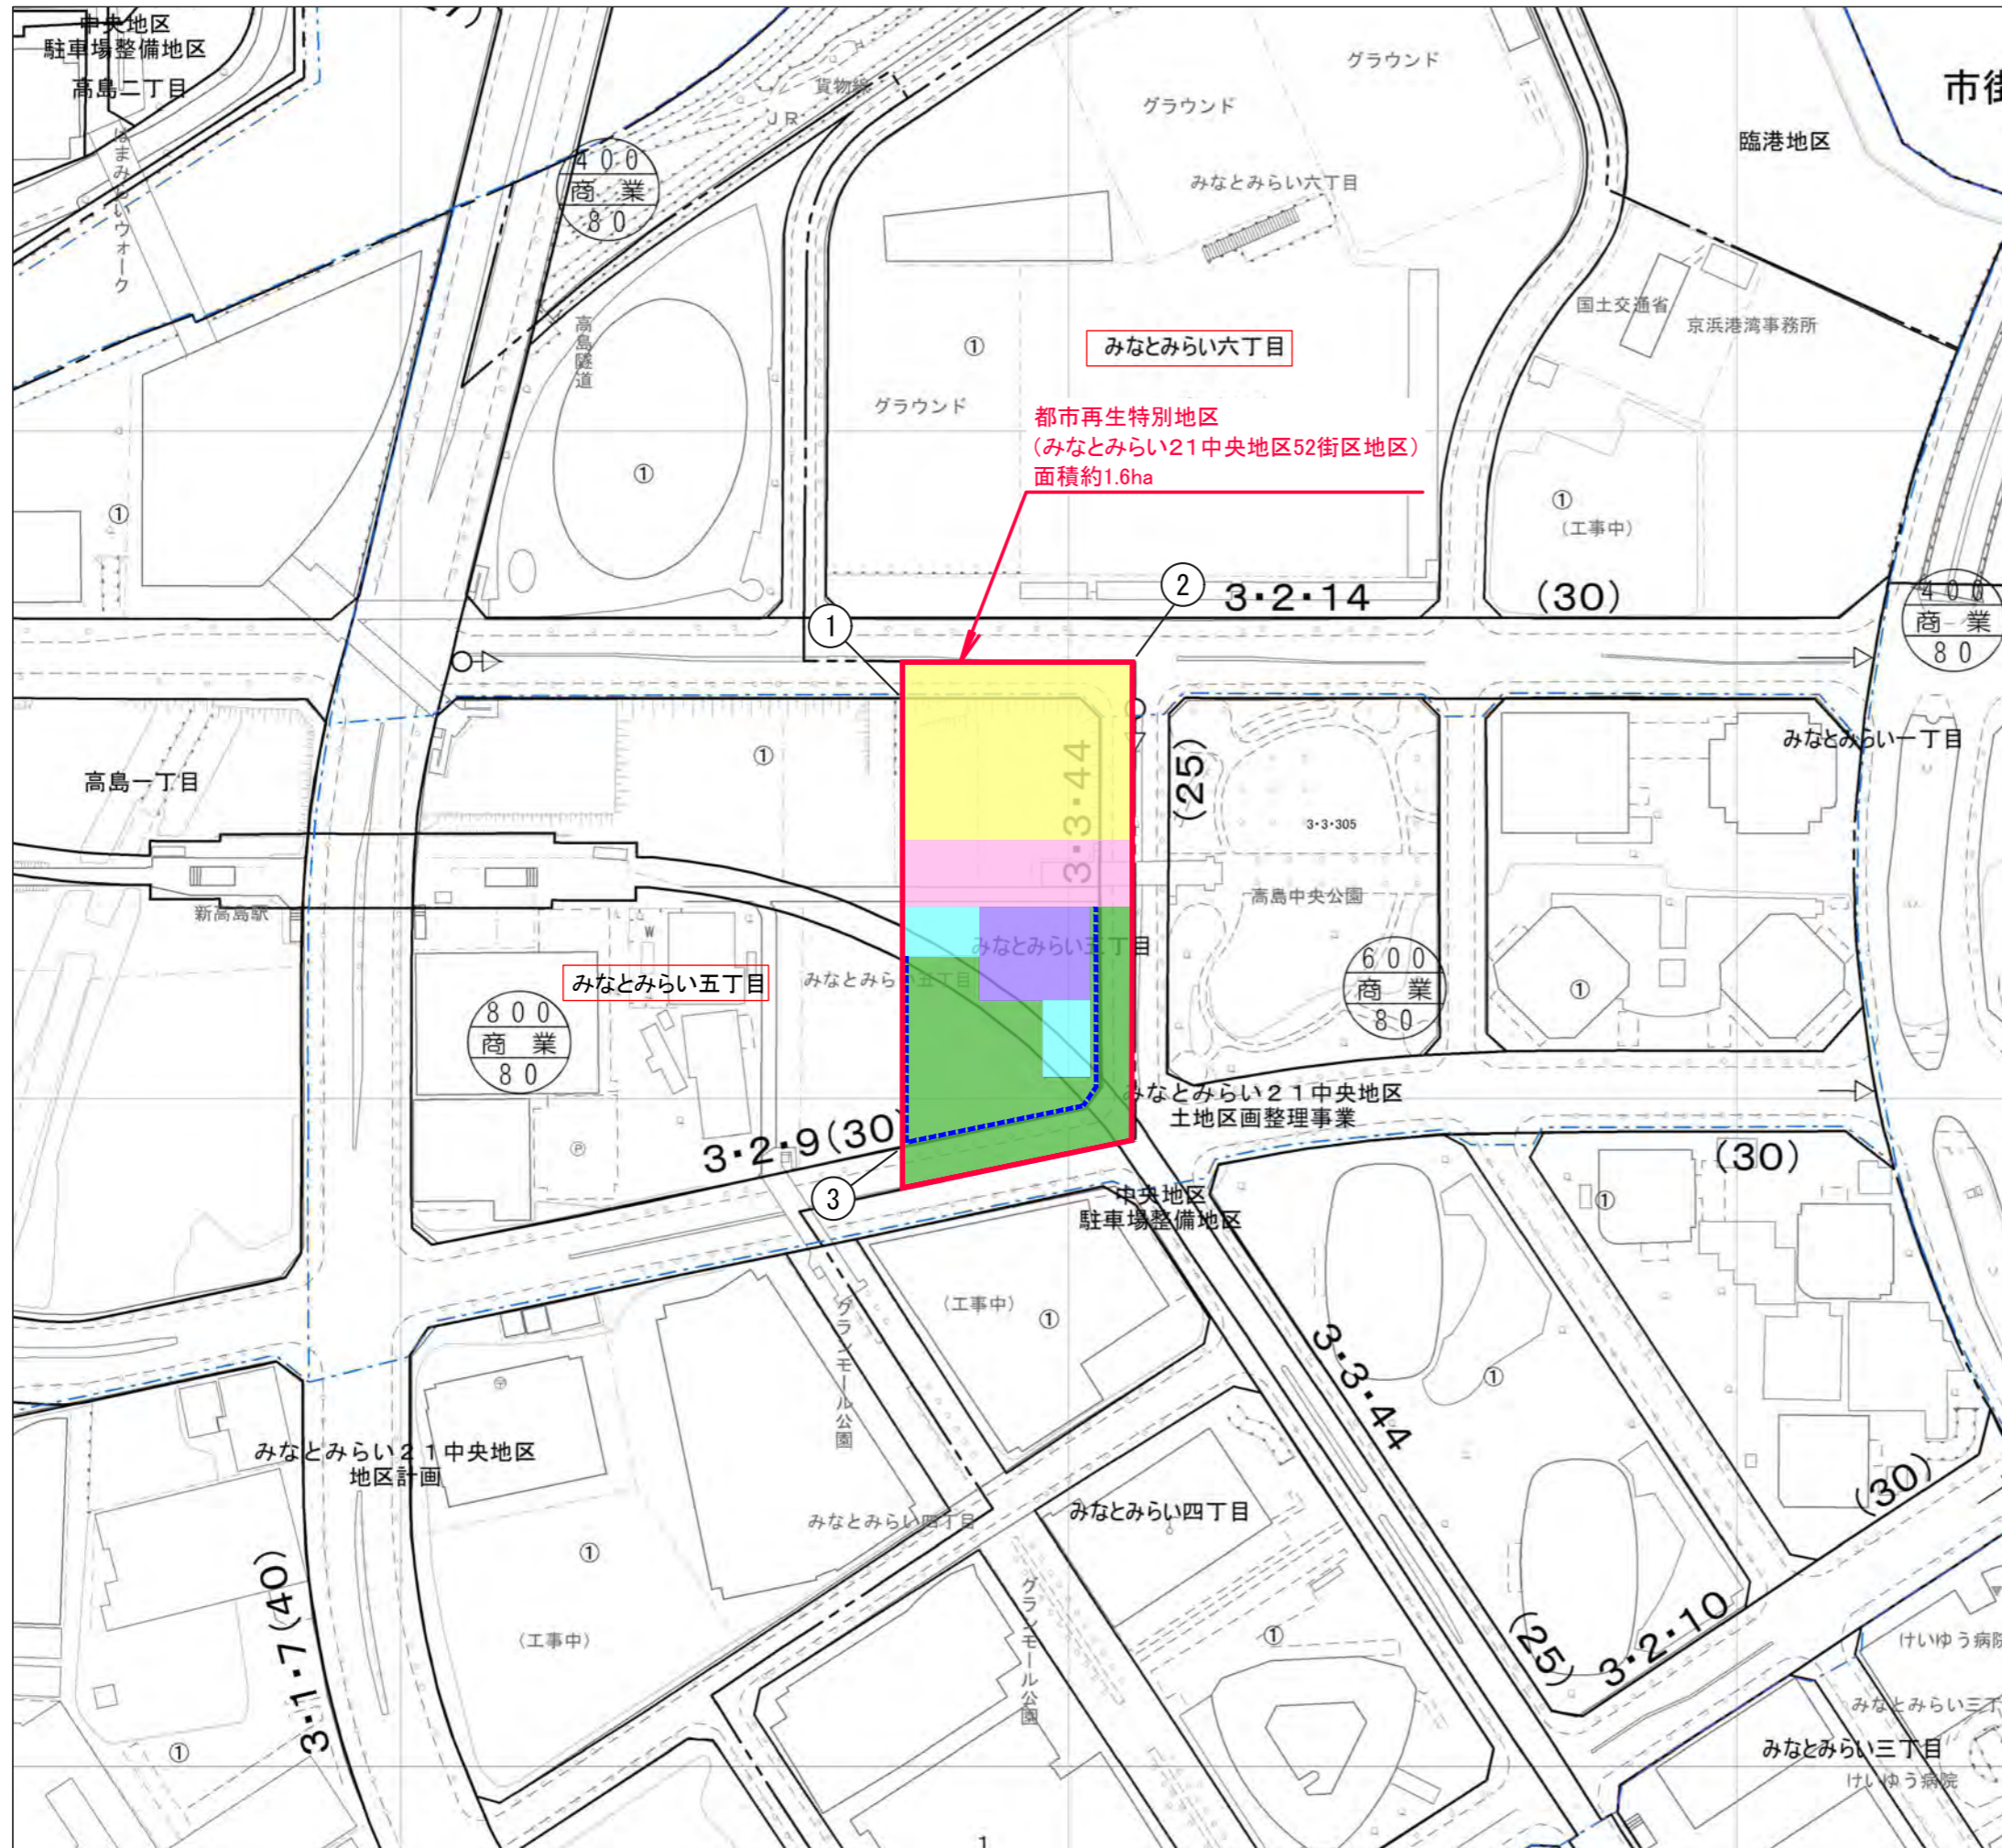 中央地区
駐車場整備地区
高島二丁目
はまみらいウォーク
400
商業
80
貨物線
JR
高島隧道
グラウンド
グラウンド
みなとみらい六丁目
市街
臨港地区
国土交通省
京浜港湾事務所
①
みなとみらい六丁目
グラウンド
都市再生特別地区
(みなとみらい21中央地区52街区地区)
面積約1.6ha
①
①
①
(工事中)
1
2
3・2・14
(30)
400
商業
80
高島一丁目
①
3・3・44
(25)
3・3・305
みなとみらい一丁目
新高島駅
W
みなとみらい五丁目
みなとみらい五丁目
みなとみらい五丁目
高島中央公園
800
商業
80
600
商業
80
①
みなとみらい21中央地区
土地区画整理事業
3・2・9(30)
3
中央地区
駐車場整備地区
(30)
①
グランモール公園
(工事中)
①
3・3・44
①
みなとみらい21中央地区
地区計画
みなとみらい四丁目
みなとみらい四丁目
①
3・1・7(40)
(工事中)
グランモール公園
①
(25)
3・2・10
(30)
けいゆう病院
みなとみらい三丁
みなとみらい三丁目
けいゆう病院
①
1